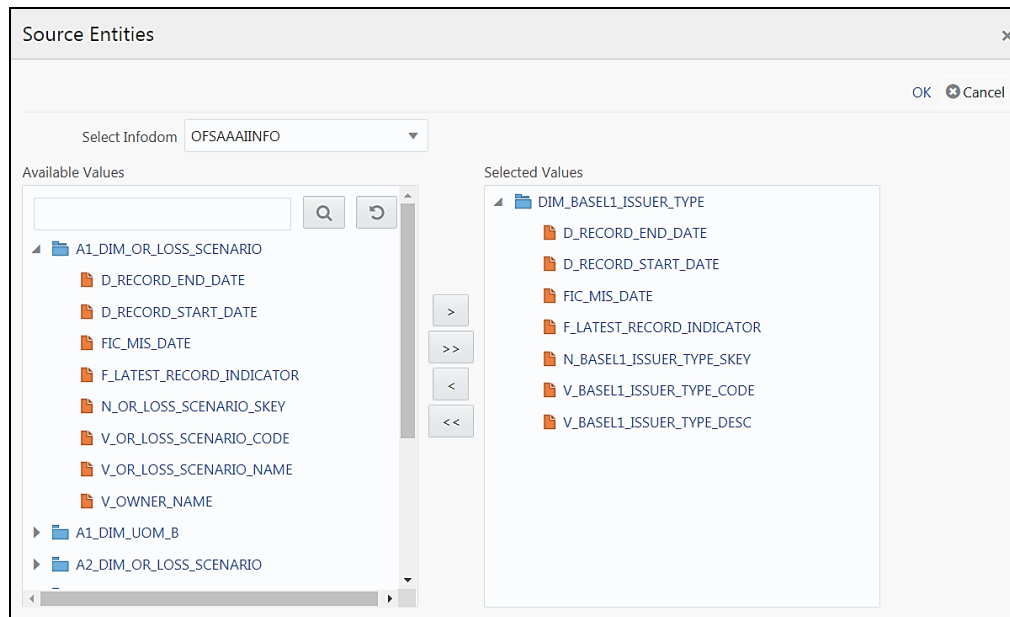 Source Entities
OK Cancel
Select Infodom OFSAAAIINFO
Available Values
A1_DIM_OR_LOSS_SCENARIO
D_RECORD_END_DATE
D_RECORD_START_DATE
FIC_MIS_DATE
F_LATEST_RECORD_INDICATOR
N_OR_LOSS_SCENARIO_SKEY
V_OR_LOSS_SCENARIO_CODE
V_OR_LOSS_SCENARIO_NAME
V_OWNER_NAME
A1_DIM_UOM_B
A2_DIM_OR_LOSS_SCENARIO
>
>>
<
<<
Selected Values
DIM_BASEL1_ISSUER_TYPE
D_RECORD_END_DATE
D_RECORD_START_DATE
FIC_MIS_DATE
F_LATEST_RECORD_INDICATOR
N_BASEL1_ISSUER_TYPE_SKEY
V_BASEL1_ISSUER_TYPE_CODE
V_BASEL1_ISSUER_TYPE_DESC